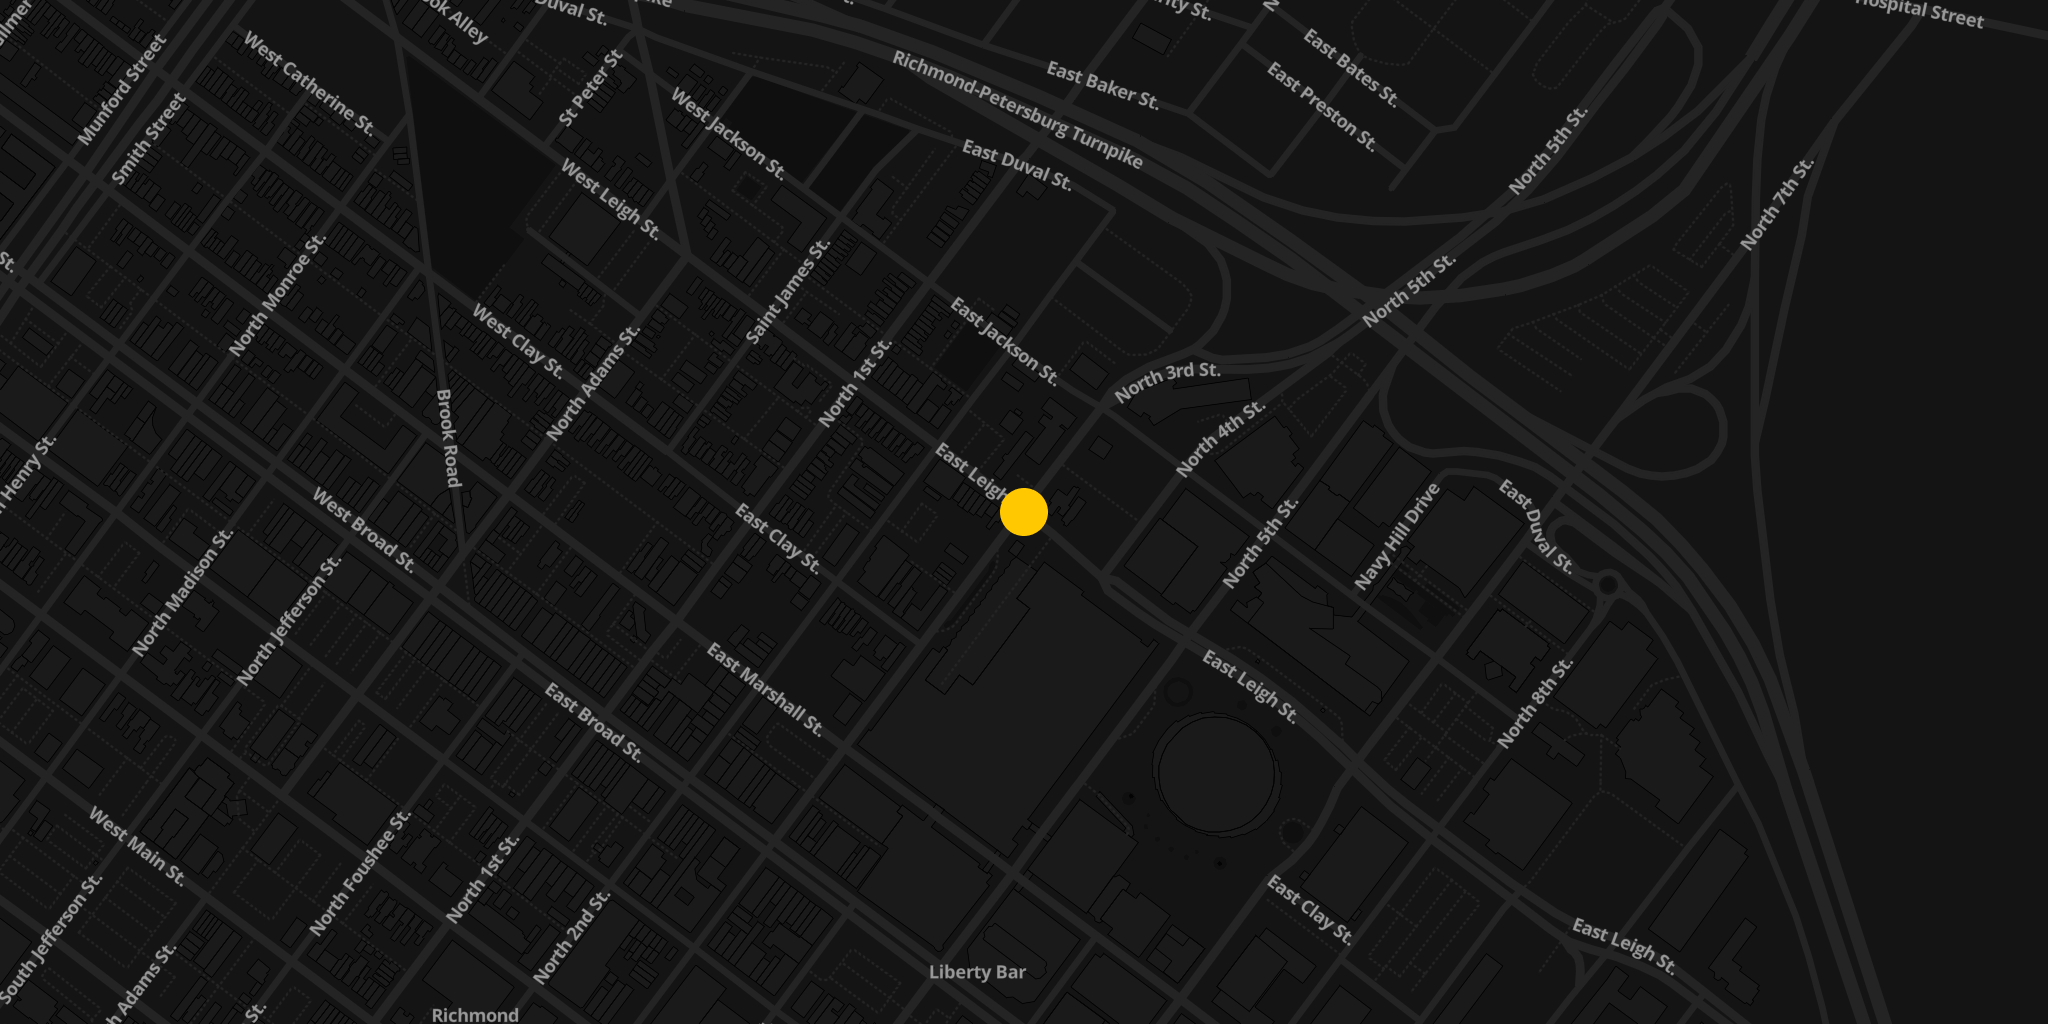 Hospital Street
Duval St.
East Bates St.
East Baker St.
Richmond-Petersburg Turnpike
East Preston St.
West Catherine St.
Munford Street
Smith Street
St Peter St
West Jackson St.
North 5th St.
East Duval St.
North 7th St.
West Leigh St.
North Monroe St.
Saint James St.
North 5th St.
West Clay St.
North Adams St.
North 1st St.
East Jackson St.
North 3rd St.
North 4th St.
Brook Road
East Leigh
Henry St.
West Broad St.
East Clay St.
North 5th St.
Navy Hill Drive
East Duval St.
North Madison St.
North Jefferson St.
East Broad St.
East Marshall St.
East Leigh St.
North 8th St.
West Main St.
North Foushee St.
North 1st St.
North 2nd St.
East Clay St.
East Leigh St.
South Jefferson St.
Adams St.
Liberty Bar
Richmond